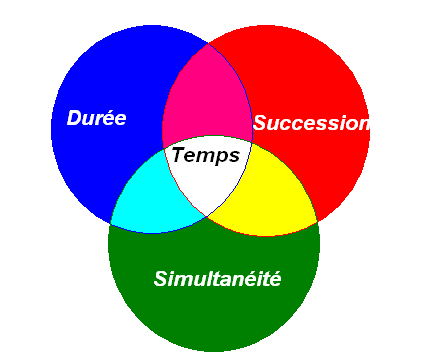 Durée
Succession
Temps
Simultanéité